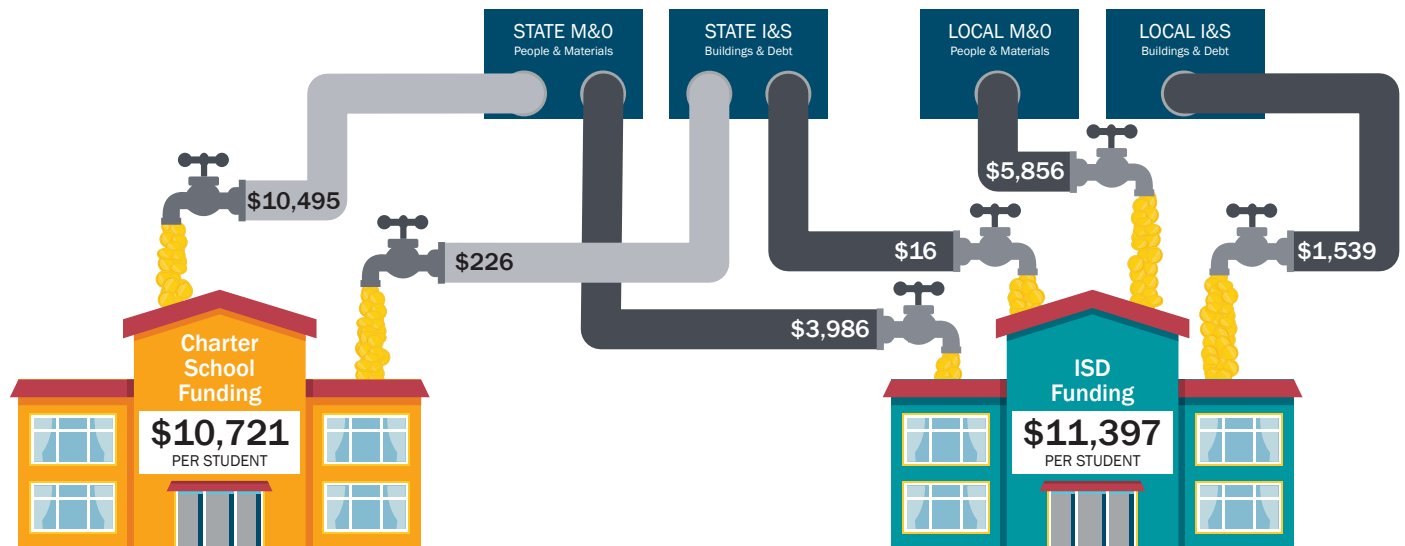 STATE M&O
People & Materials
STATE I&S
Buildings & Debt
LOCAL M&O
People & Materials
LOCAL I&S
Buildings & Debt
$10,495
$226
$5,856
$16
$1,539
$3,986
Charter
School
Funding
$10,721
PER STUDENT
ISD
Funding
$11,397
PER STUDENT